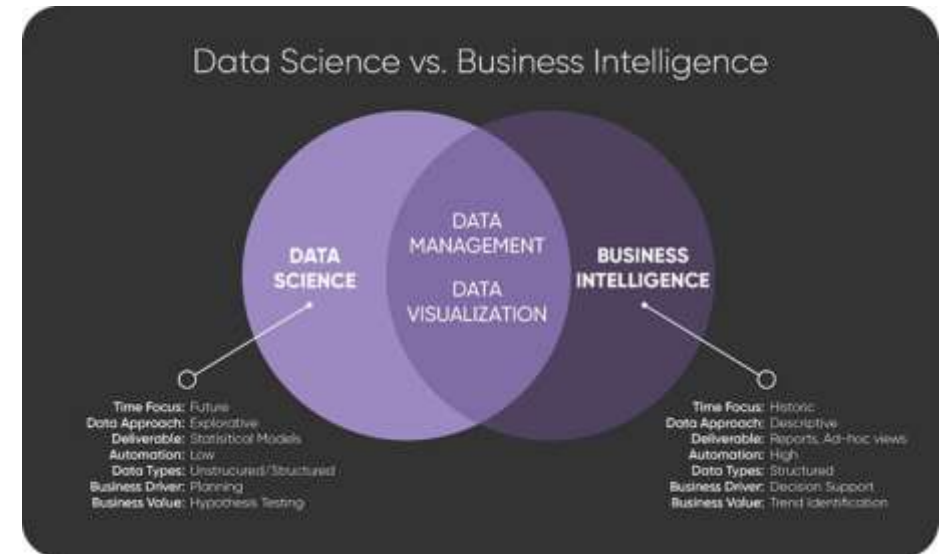 Data Science vs. Business Intelligence
DATA
SCIENCE
DATA
MANAGEMENT
DATA
VISUALIZATION
BUSINESS
INTELLIGENCE
Time Focus: Future
Data Approach: Explorative
Deliverable: Statisitical Models
Automation: Low
Data Types: Unstrucured/Structured
Business Driver: Planning
Business Value: Hypothesis Testing
Time Focus: Historic
Data Approach: Descriptive
Deliverable: Reports, Ad-hoc views
Automation: High
Data Types: Structured
Business Driver: Decision Support
Business Value: Trend Identification